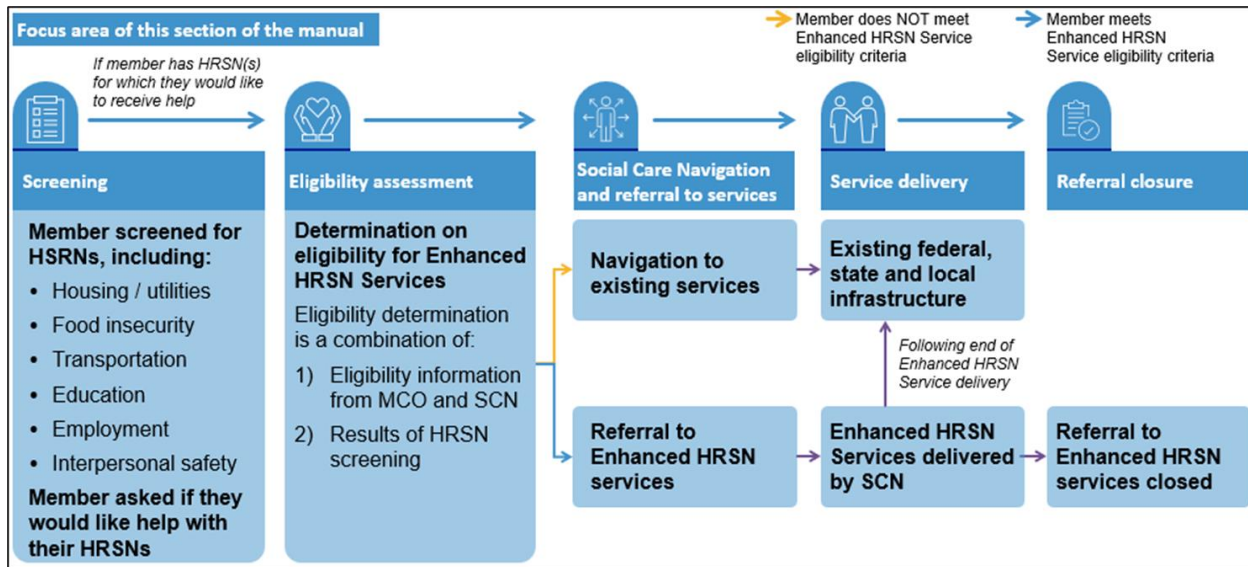 Focus area of this section of the manual
Member does NOT meet
Enhanced HRSN Service
eligibility criteria
Member meets
Enhanced HRSN
Service eligibility criteria
If member has HRSN(s)
for which they would like
to receive help
Screening
Eligibility assessment
Social Care Navigation
and referral to services
Service delivery
Referral closure
Member screened for
HSRNs, including:
• Housing / utilities
• Food insecurity
• Transportation
• Education
• Employment
• Interpersonal safety
Member asked if they
would like help with
their HRSNs
Determination on
eligibility for Enhanced
HRSN Services
Eligibility determination
is a combination of:
1) Eligibility information
from MCO and SCN
2) Results of HRSN
screening
Navigation to
existing services
Existing federal,
state and local
infrastructure
Following end of
Enhanced HRSN
Service delivery
Referral to
Enhanced HRSN
services
Enhanced HRSN
Services delivered
by SCN
Referral to
Enhanced HRSN
services closed